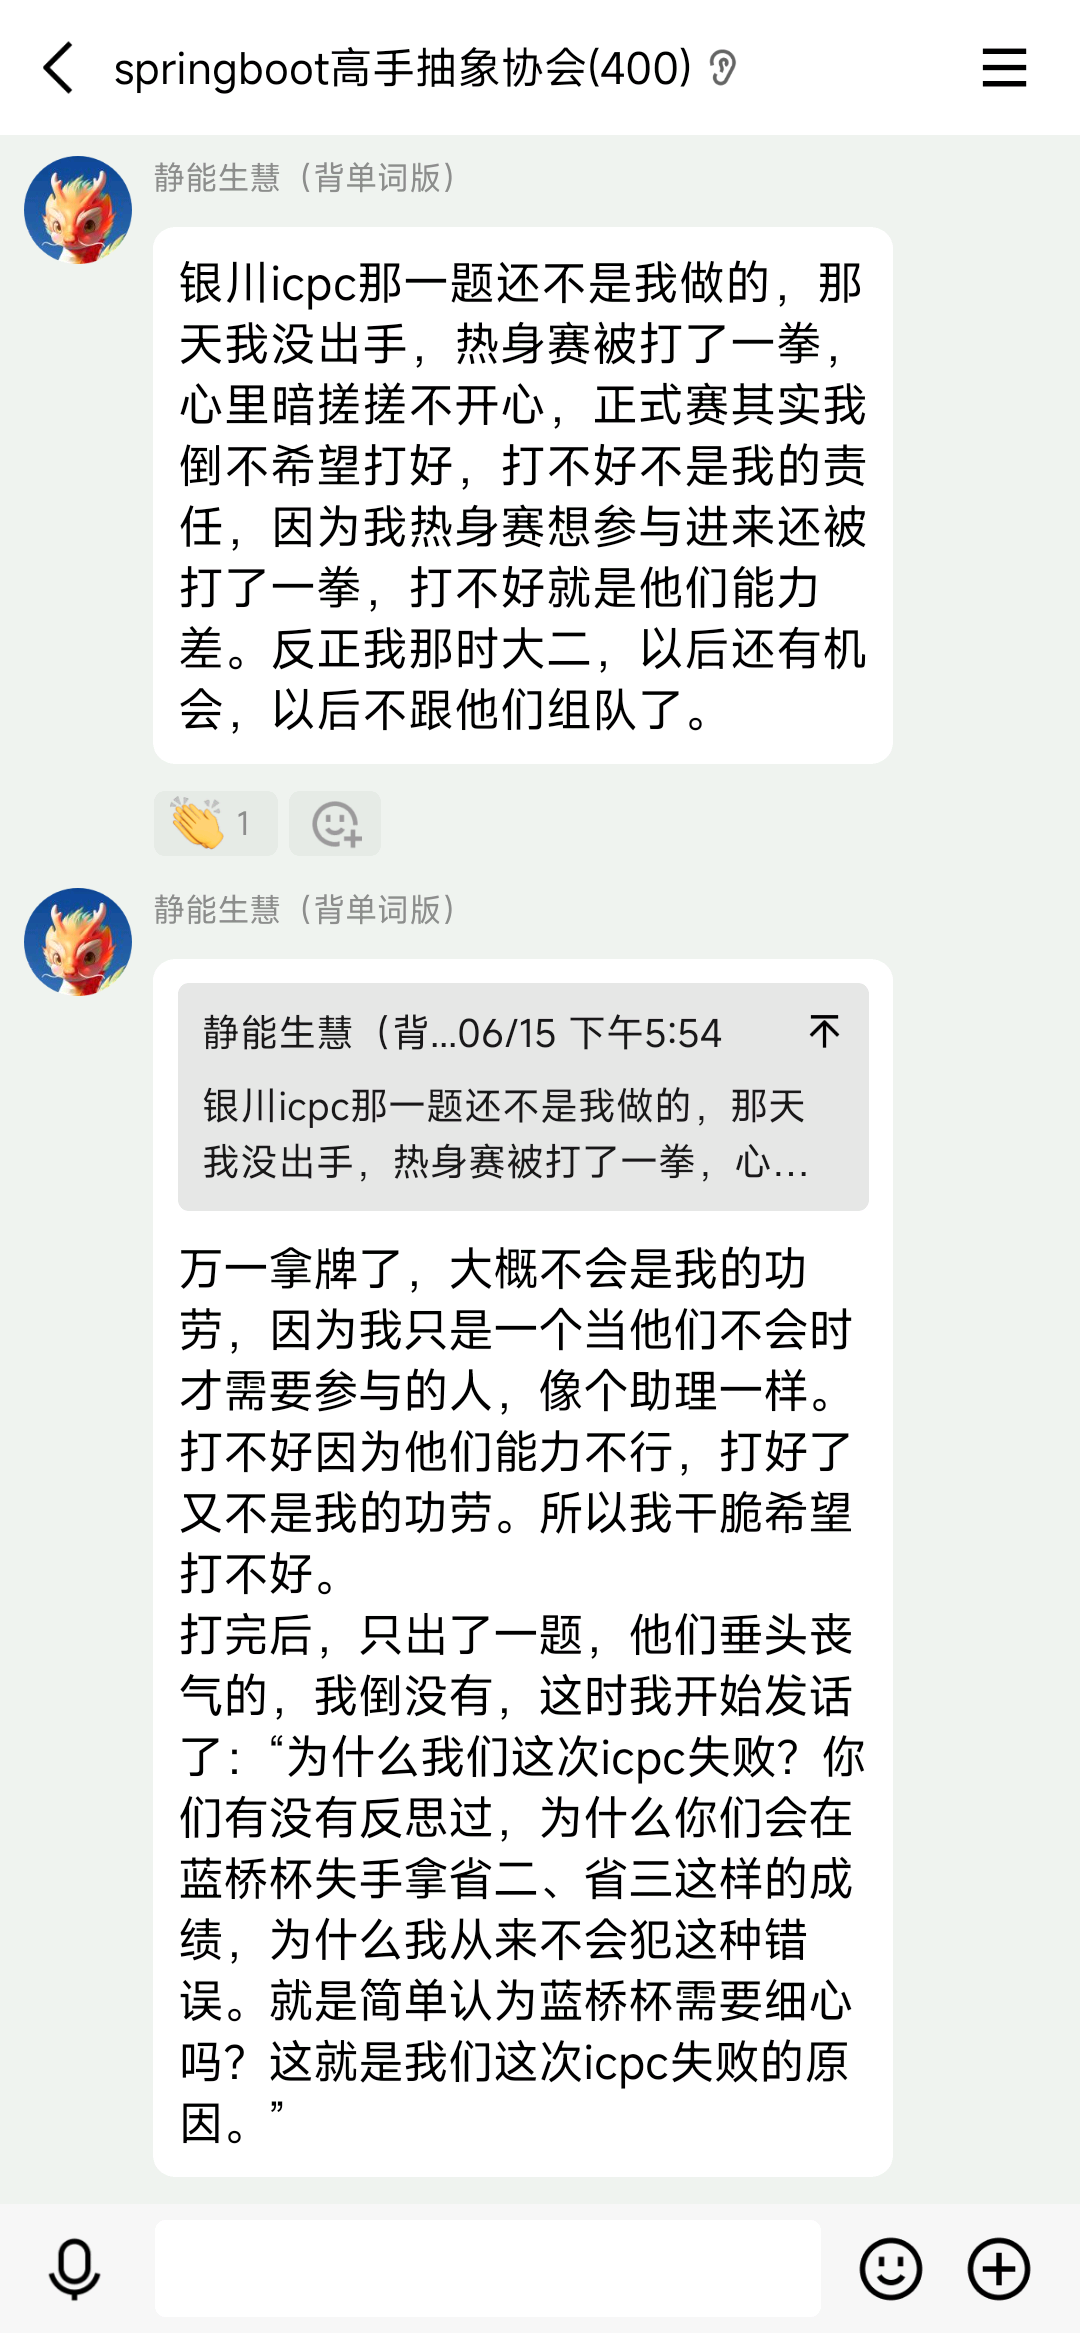 springboot高手抽象协会(400)
静能生慧（背单词版）
银川icpc那一题还不是我做的，那
天我没出手，热身赛被打了一拳，
心里暗搓搓不开心，正式赛其实我
倒不希望打好，打不好不是我的责
任，因为我热身赛想参与进来还被
打了一拳，打不好就是他们能力
差。反正我那时大二，以后还有机
会，以后不跟他们组队了。
1
静能生慧（背单词版）
静能生慧（背...06/15 下午5:54
银川icpc那一题还不是我做的，那天
我没出手，热身赛被打了一拳，心...
万一拿牌了，大概不会是我的功
劳，因为我只是一个当他们不会时
才需要参与的人，像个助理一样。
打不好因为他们能力不行，打好了
又不是我的功劳。所以我干脆希望
打不好。
打完后，只出了一题，他们垂头丧
气的，我倒没有，这时我开始发话
了：“为什么我们这次icpc失败？你
们有没有反思过，为什么你们会在
蓝桥杯失手拿省二、省三这样的成
绩，为什么我从来不会犯这种错
误。就是简单认为蓝桥杯需要细心
吗？这就是我们这次icpc失败的原
因。”